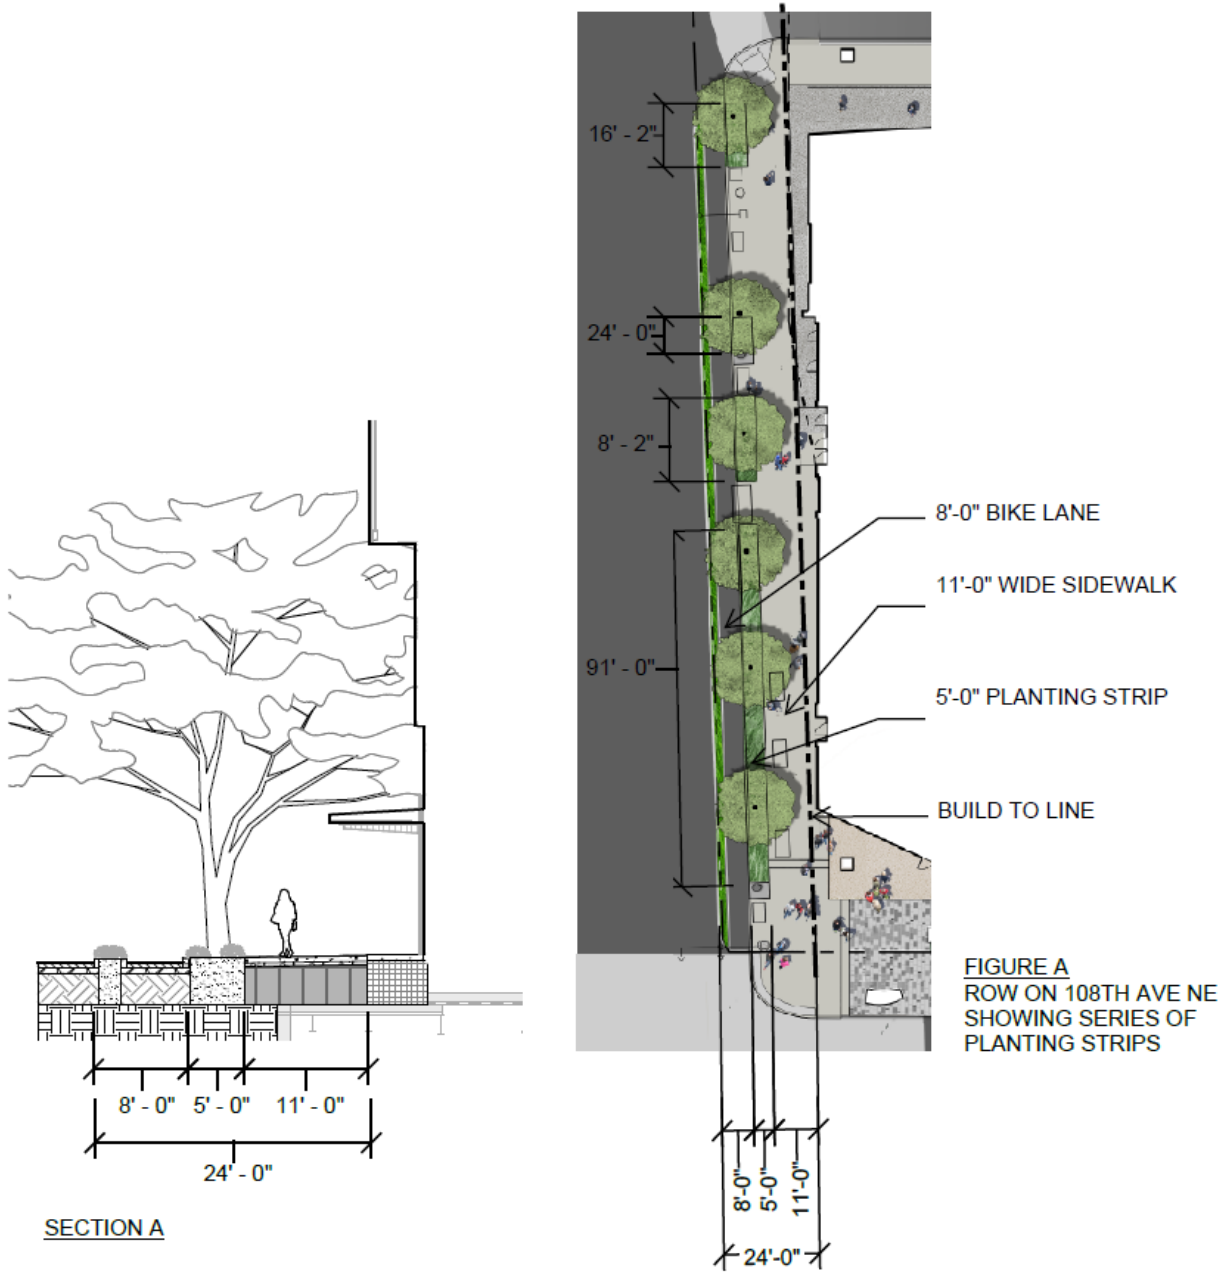 16' - 2"
24' - 0"
8' - 2"
8'-0" BIKE LANE
11'-0" WIDE SIDEWALK
91' - 0"
5'-0" PLANTING STRIP
BUILD TO LINE
FIGURE A
ROW ON 108TH AVE NE
SHOWING SERIES OF
PLANTING STRIPS
8' - 0" 5' - 0" 11' - 0"
24' - 0"
SECTION A
8'-0" 5'-0" 11'-0"
24'-0"